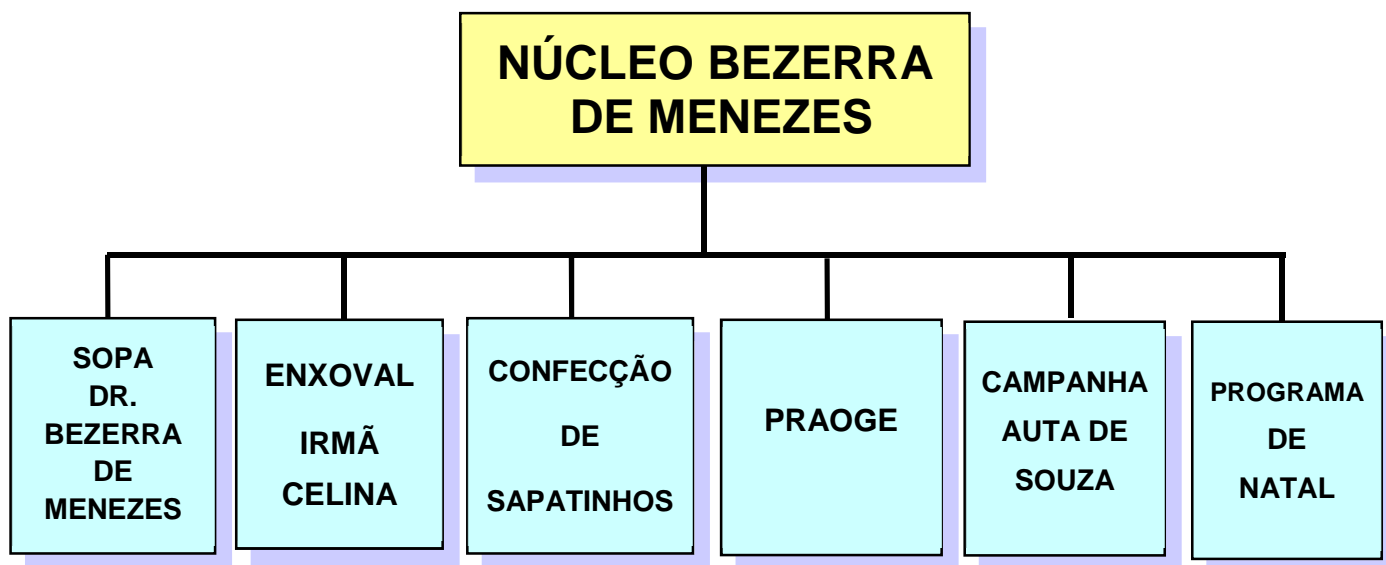 NÚCLEO BEZERRA
DE MENEZES
SOPA
DR.
BEZERRA
DE
MENEZES
ENXOVAL
IRMÃ
CELINA
CONFECÇÃO
DE
SAPATINHOS
PRAOGE
CAMPANHA
AUTA DE
SOUZA
PROGRAMA
DE
NATAL